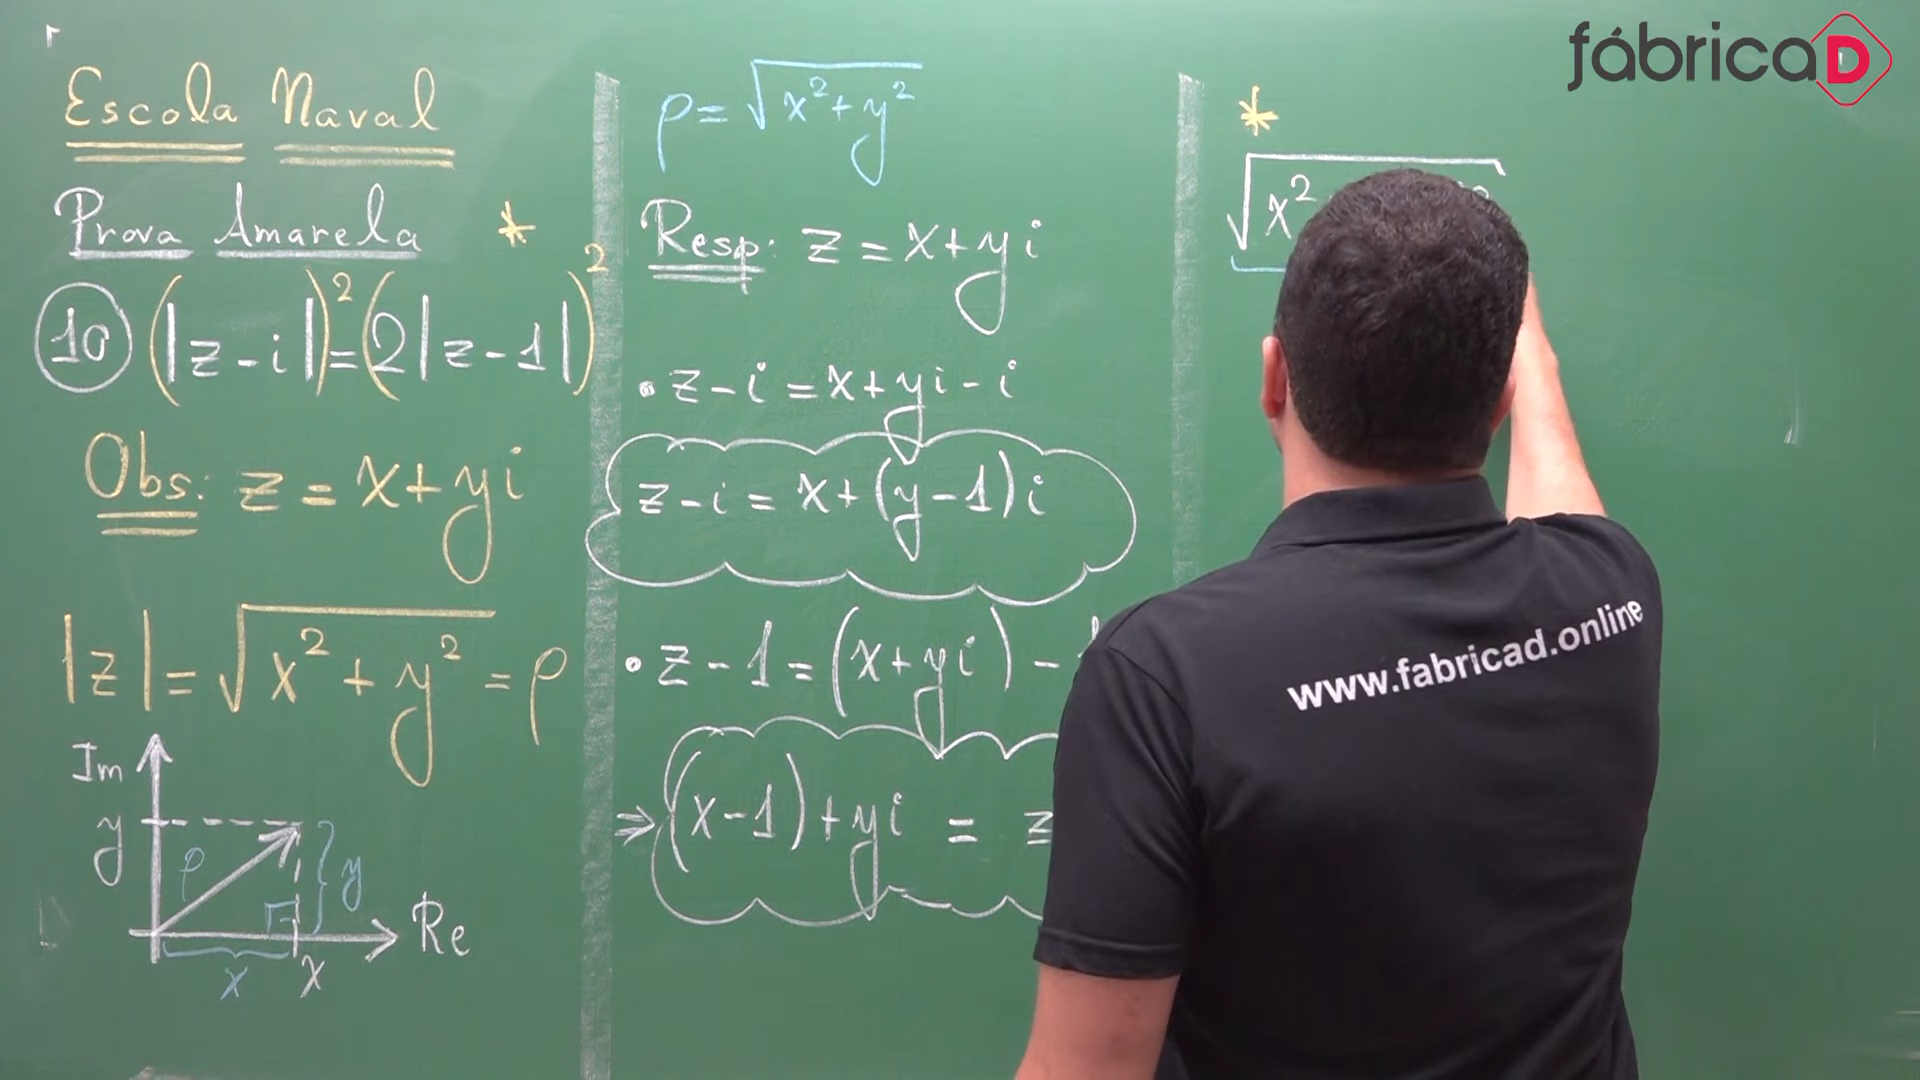 Escola Naval
Prova Amarela *
10 (|z-i|)² = (2|z-1|)²
Obs: z = x+yi
|z| = √x²+y² = ρ
Im
y
ρ
y
Re
x
x
ρ = √x²+y²
Resp: z = x+yi
• z-i = x+yi-i
z-i = x+(y-1)i
• z-1 = (x+yi) -
⇒ (x-1)+yi = z
*
√x²
fábricaD
www.fabricad.online